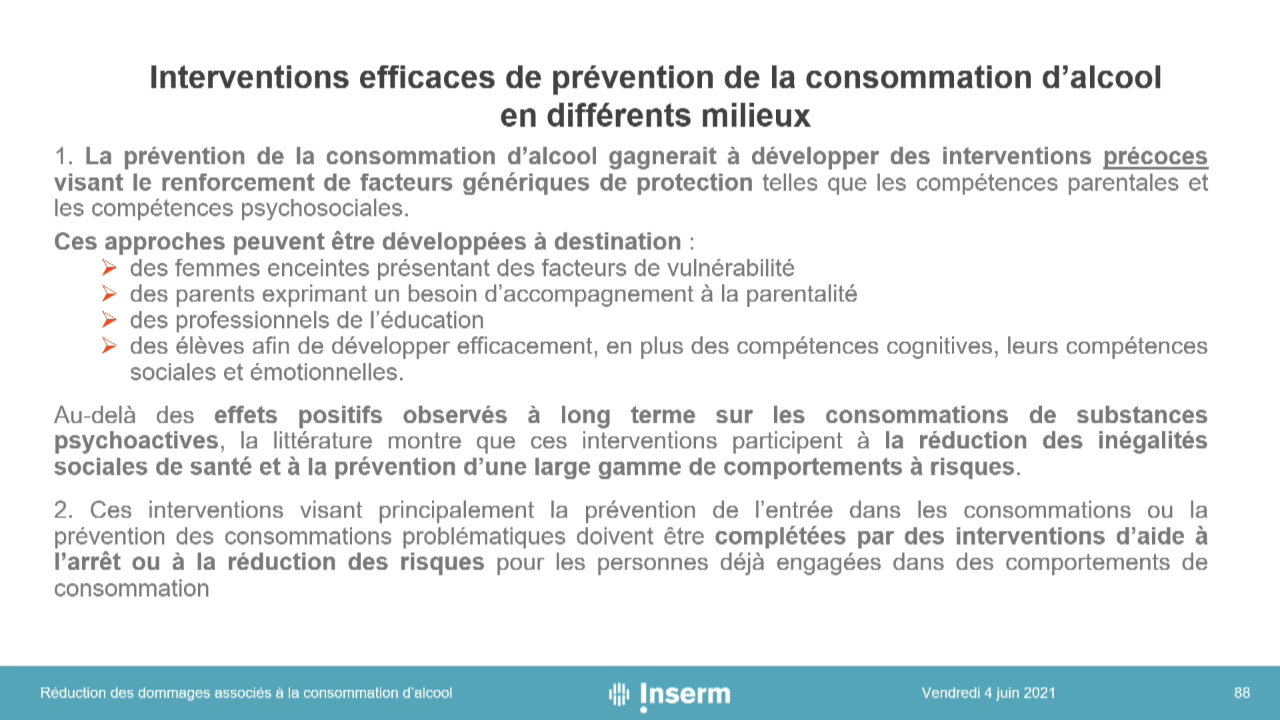 Interventions efficaces de prévention de la consommation d’alcool
en différents milieux
1. La prévention de la consommation d’alcool gagnerait à développer des interventions précoces
visant le renforcement de facteurs génériques de protection telles que les compétences parentales et
les compétences psychosociales.
Ces approches peuvent être développées à destination :
➢ des femmes enceintes présentant des facteurs de vulnérabilité
➢ des parents exprimant un besoin d’accompagnement à la parentalité
➢ des professionnels de l’éducation
➢ des élèves afin de développer efficacement, en plus des compétences cognitives, leurs compétences
sociales et émotionnelles.
Au-delà des effets positifs observés à long terme sur les consommations de substances
psychoactives, la littérature montre que ces interventions participent à la réduction des inégalités
sociales de santé et à la prévention d’une large gamme de comportements à risques.
2. Ces interventions visant principalement la prévention de l’entrée dans les consommations ou la
prévention des consommations problématiques doivent être complétées par des interventions d’aide à
l’arrêt ou à la réduction des risques pour les personnes déjà engagées dans des comportements de
consommation
Réduction des dommages associés à la consommation d’alcool
Inserm
Vendredi 4 juin 2021
88